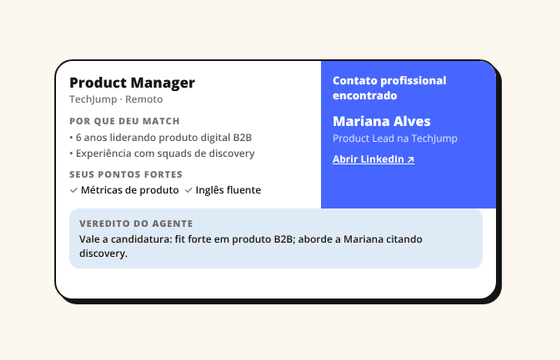 Product Manager
TechJump · Remoto
POR QUE DEU MATCH
• 6 anos liderando produto digital B2B
• Experiência com squads de discovery
SEUS PONTOS FORTES
✓ Métricas de produto ✓ Inglês fluente
Contato profissional
encontrado
Mariana Alves
Product Lead na TechJump
Abrir LinkedIn ↗
VEREDITO DO AGENTE
Vale a candidatura: fit forte em produto B2B; aborde a Mariana citando
discovery.